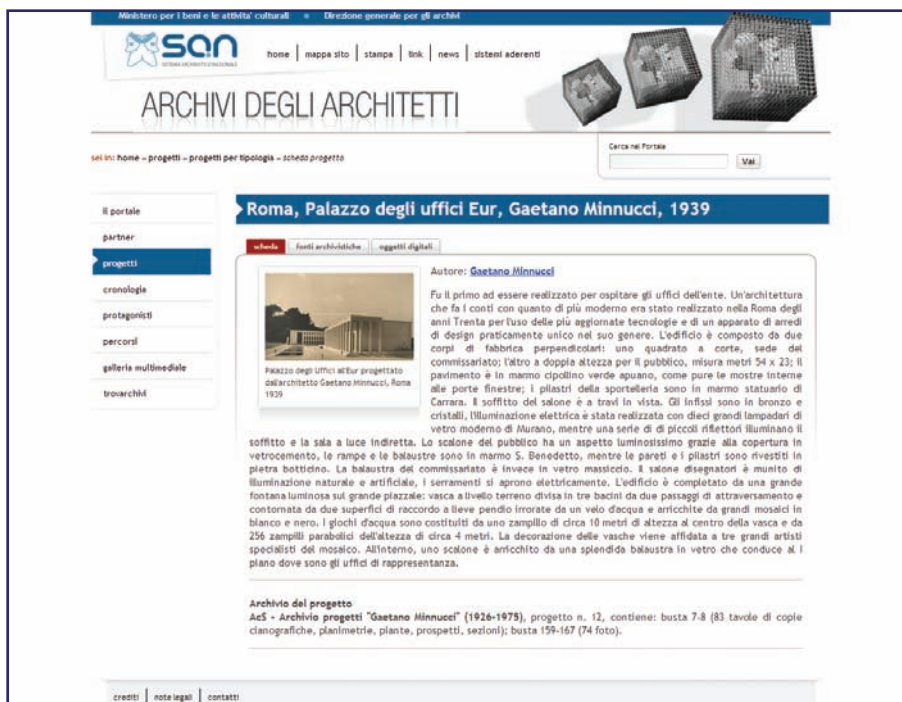 Ministero per i beni e le attivita' culturali • Direzione generale per gli archivi
san
SISTEMA ARCHIVISTICO NAZIONALE
home | mappa sito | stampa | link | news | sistemi aderenti
ARCHIVI DEGLI ARCHITETTI
sei in: home - progetti - progetti per tipologia - scheda progetto
Cerca nel Portale
Vai
il portale
partner
progetti
cronologia
protagonisti
percorsi
galleria multimediale
trovarchivi
Roma, Palazzo degli uffici Eur, Gaetano Minnucci, 1939
scheda
fonti archivistiche
oggetti digitali
Palazzo degli Uffici all'Eur progettato
dall'architetto Gaetano Minnucci, Roma
1939
Autore: Gaetano Minnucci
Fu il primo ad essere realizzato per ospitare gli uffici dell'ente. Un'architettura
che fa i conti con quanto di più moderno era stato realizzato nella Roma degli
anni Trenta per l'uso delle più aggiornate tecnologie e di un apparato di arredi
di design praticamente unico nel suo genere. L'edificio è composto da due
corpi di fabbrica perpendicolari: uno quadrato a corte, sede del
commissariato; l'altro a doppia altezza per il pubblico, misura metri 54 x 23; il
pavimento è in marmo cipollino verde apuano, come pure le mostre interne
alle porte finestre; i pilastri della sportelleria sono in marmo statuario di
Carrara. Il soffitto del salone è a travi in vista. Gli infissi sono in bronzo e
cristalli, l'illuminazione elettrica è stata realizzata con dieci grandi lampadari di
vetro moderno di Murano, mentre una serie di di piccoli riflettori illuminano il
soffitto e la sala a luce indiretta. Lo scalone del pubblico ha un aspetto luminosissimo grazie alla copertura in
vetrocemento, le rampe e le balaustre sono in marmo S. Benedetto, mentre le pareti e i pilastri sono rivestiti in
pietra botticino. La balaustra del commissariato è invece in vetro massiccio. Il salone disegnatori è munito di
illuminazione naturale e artificiale, i serramenti si aprono elettricamente. L'edificio è completato da una grande
fontana luminosa sul grande piazzale: vasca a livello terreno divisa in tre bacini da due passaggi di attraversamento e
contornata da due superfici di raccordo a lieve pendio irrorate da un velo d'acqua e arricchite da grandi mosaici in
bianco e nero. I giochi d'acqua sono costituiti da uno zampillo di circa 10 metri di altezza al centro della vasca e da
256 zampilli parabolici dell'altezza di circa 4 metri. La decorazione delle vasche viene affidata a tre grandi artisti
specialisti del mosaico. All'interno, uno scalone è arricchito da una splendida balaustra in vetro che conduce al I
piano dove sono gli uffici di rappresentanza.
Archivio del progetto
AcS - Archivio progetti "Gaetano Minnucci" (1926-1975), progetto n. 12, contiene: busta 7-8 (83 tavole di copie
cianografiche, planimetrie, piante, prospetti, sezioni); busta 159-167 (74 foto).
crediti | note legali | contatti